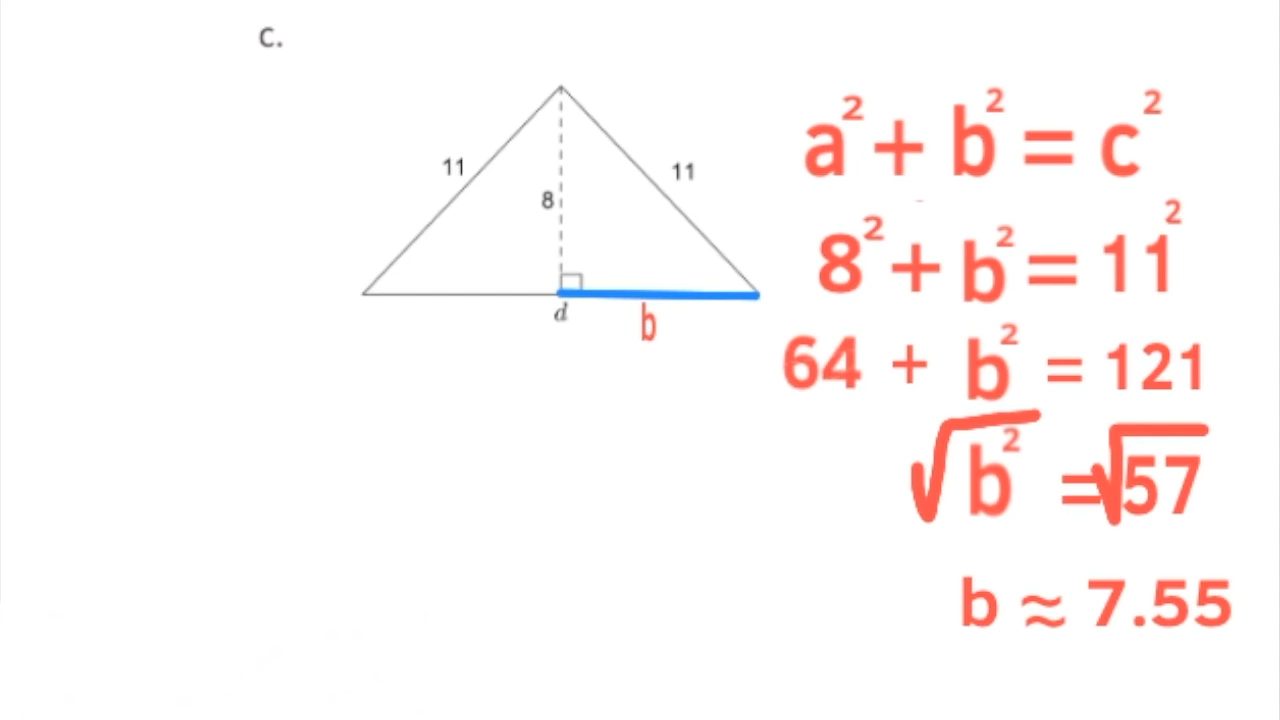 c.
11
11
8
d
b
a² + b² = c²
8² + b² = 11²
64 + b² = 121
√b² = √57
b ≈ 7.55